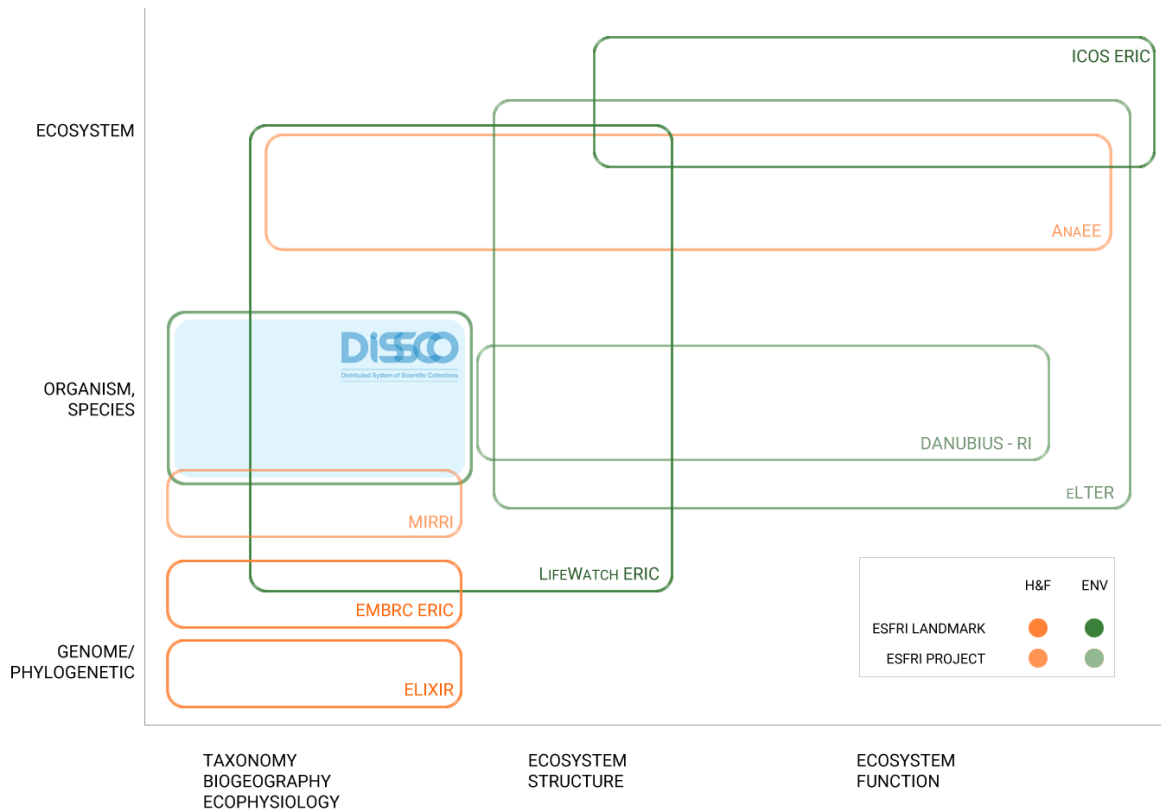 ICOS ERIC
ECOSYSTEM
ANAEE
DiSSCO
Distributed System of Scientific Collections
ORGANISM,
SPECIES
DANUBIUS - RI
eLTER
MIRRI
LIFEWATCH ERIC
EMBRC ERIC
H&F ENV
ESFRI LANDMARK
ESFRI PROJECT
GENOME/
PHYLOGENETIC
ELIXIR
TAXONOMY
BIOGEOGRAPHY
ECOPHYSIOLOGY
ECOSYSTEM
STRUCTURE
ECOSYSTEM
FUNCTION